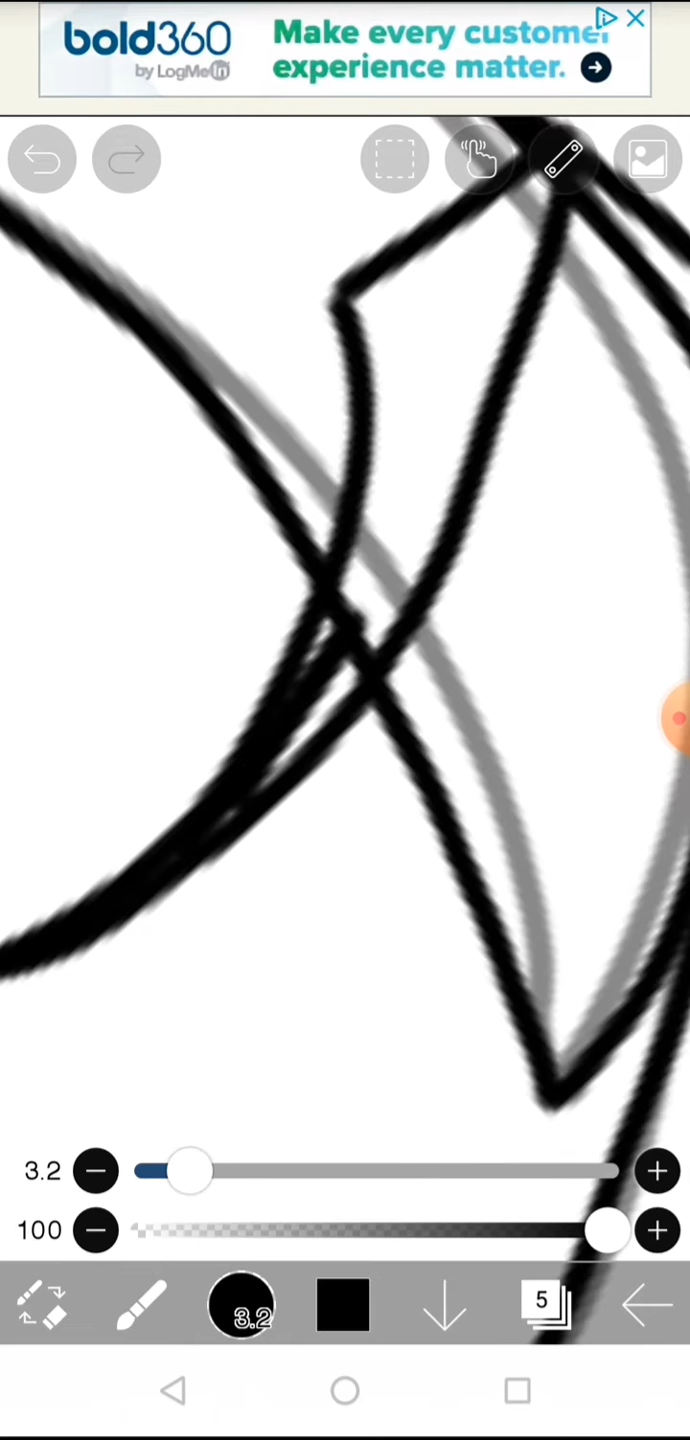 bold360
by LogMeIn
Make every customer
experience matter.
3.2
100
3.2
5